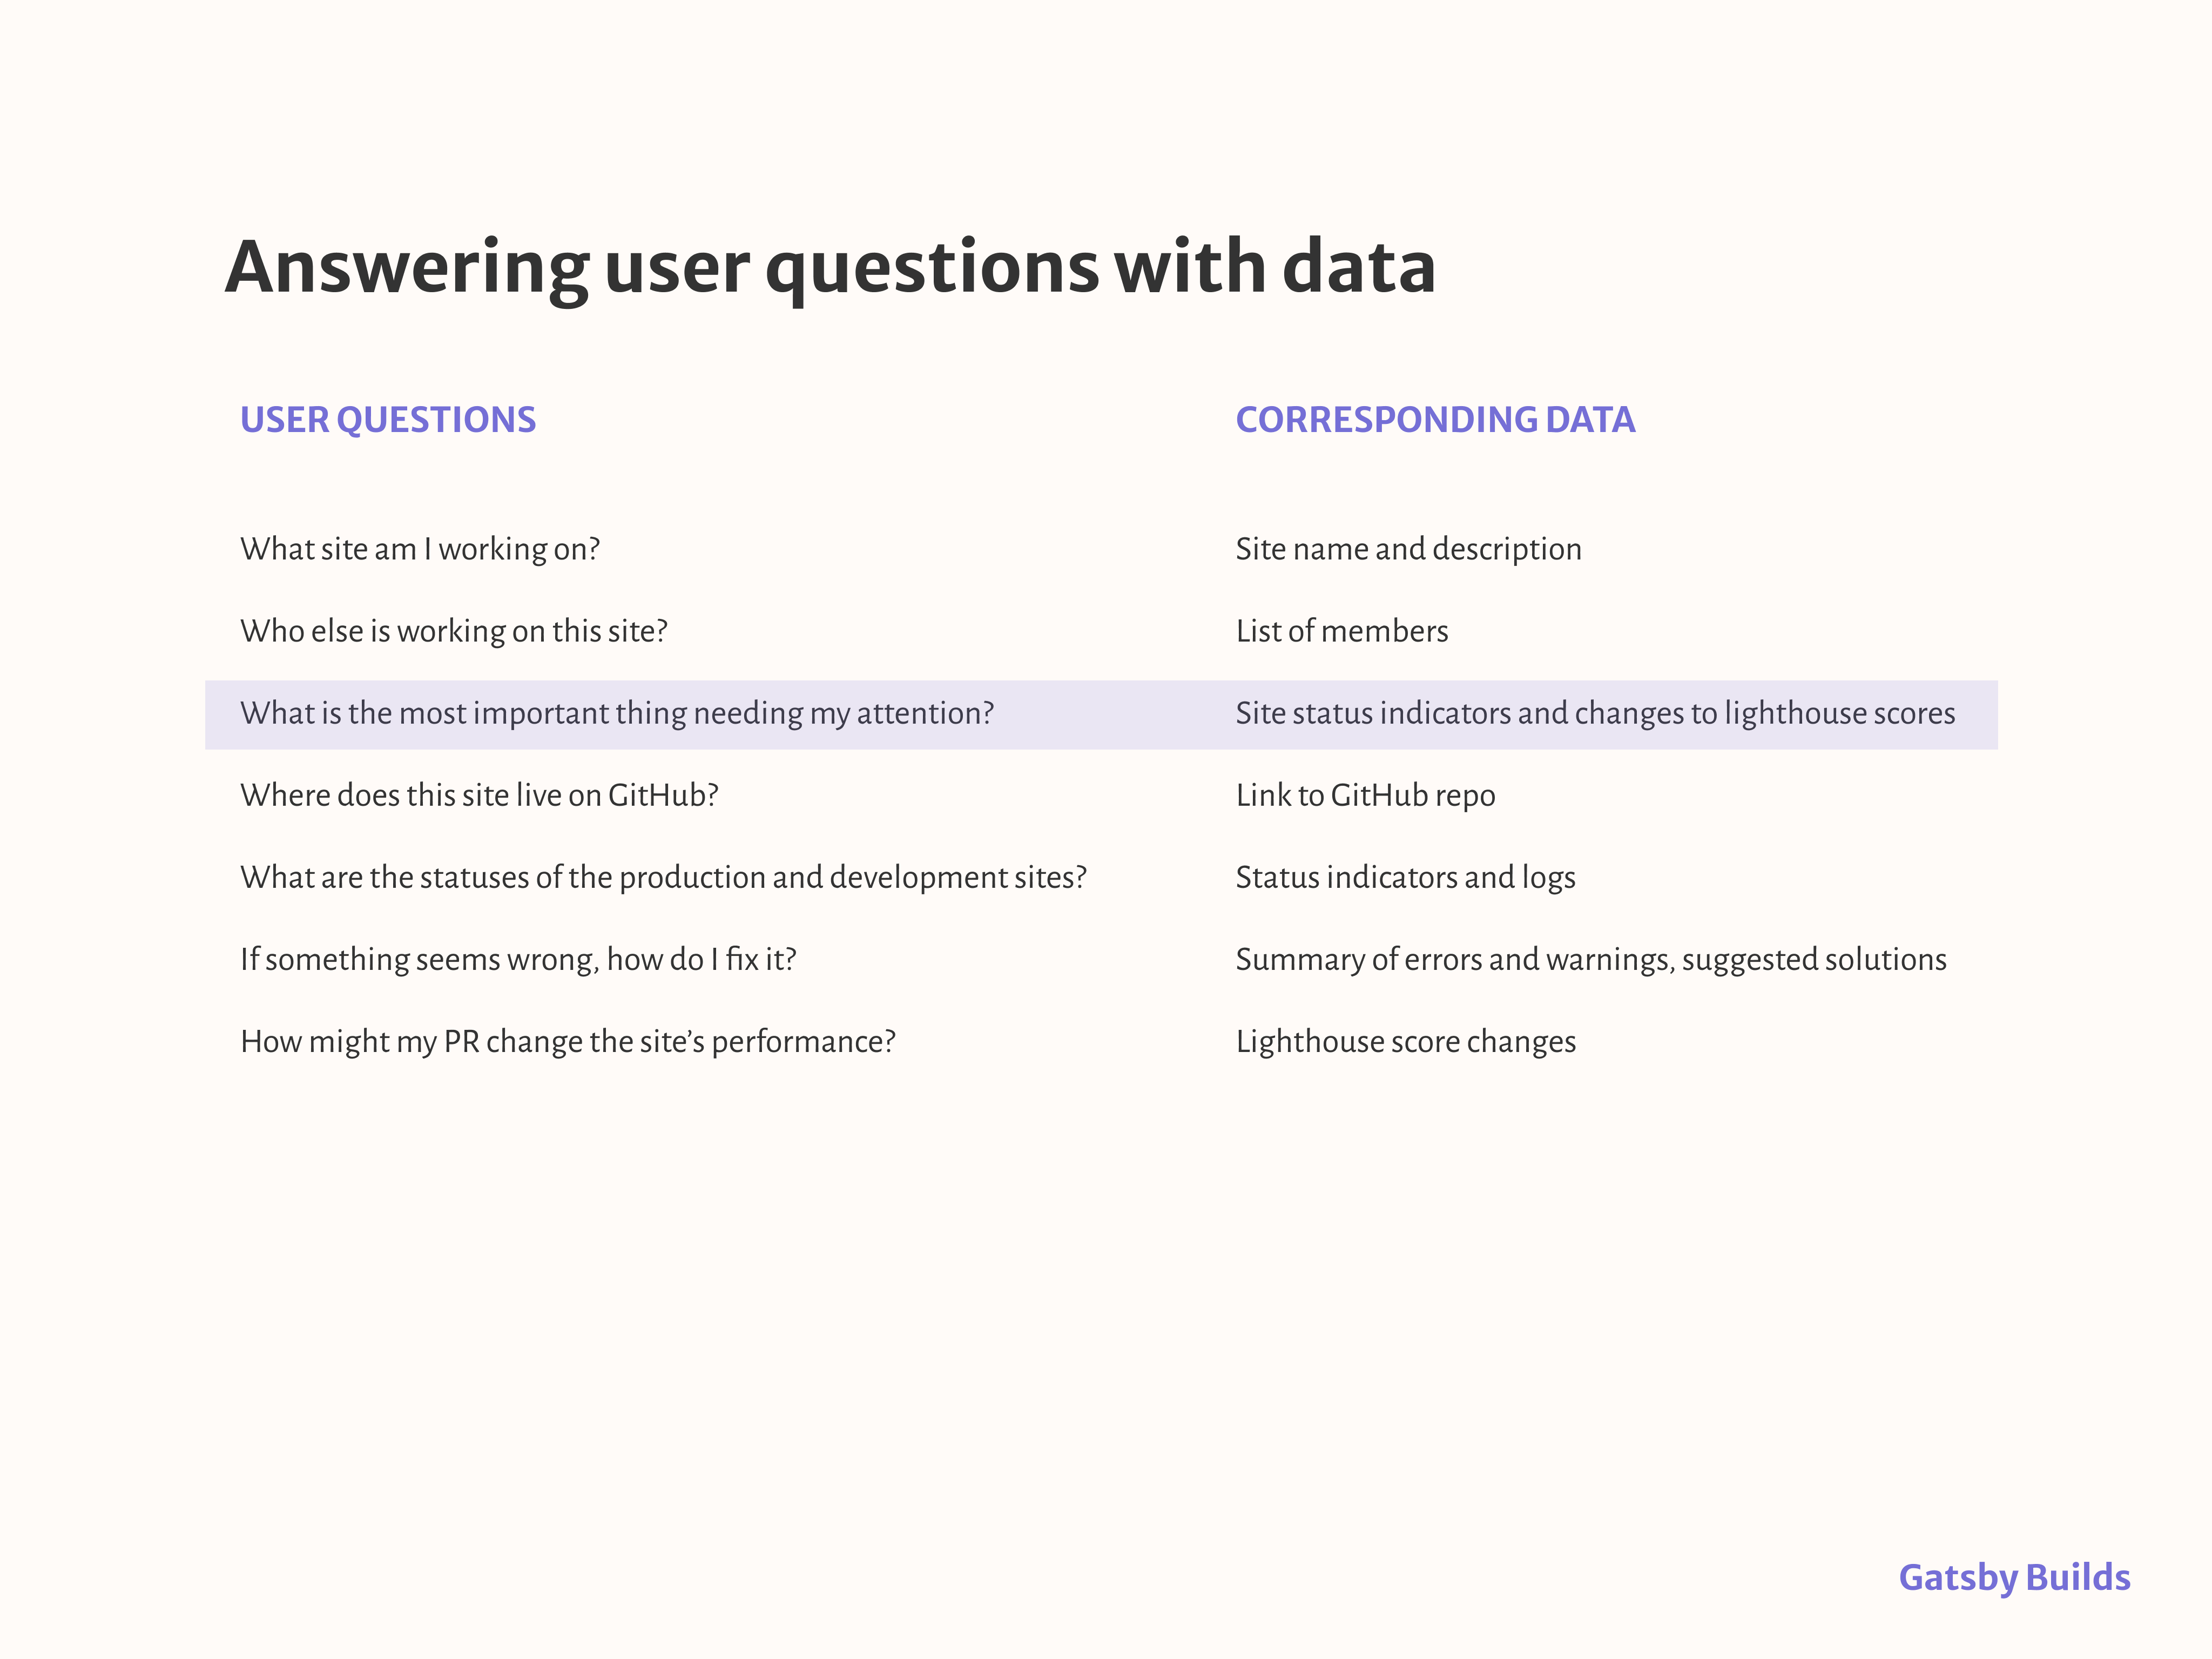 Answering user questions with data
USER QUESTIONS CORRESPONDING DATA
What site am I working on? Site name and description
Who else is working on this site? List of members
What is the most important thing needing my attention? Site status indicators and changes to lighthouse scores
Where does this site live on GitHub? Link to GitHub repo
What are the statuses of the production and development sites? Status indicators and logs
If something seems wrong, how do I fix it? Summary of errors and warnings, suggested solutions
How might my PR change the site’s performance? Lighthouse score changes
Gatsby Builds